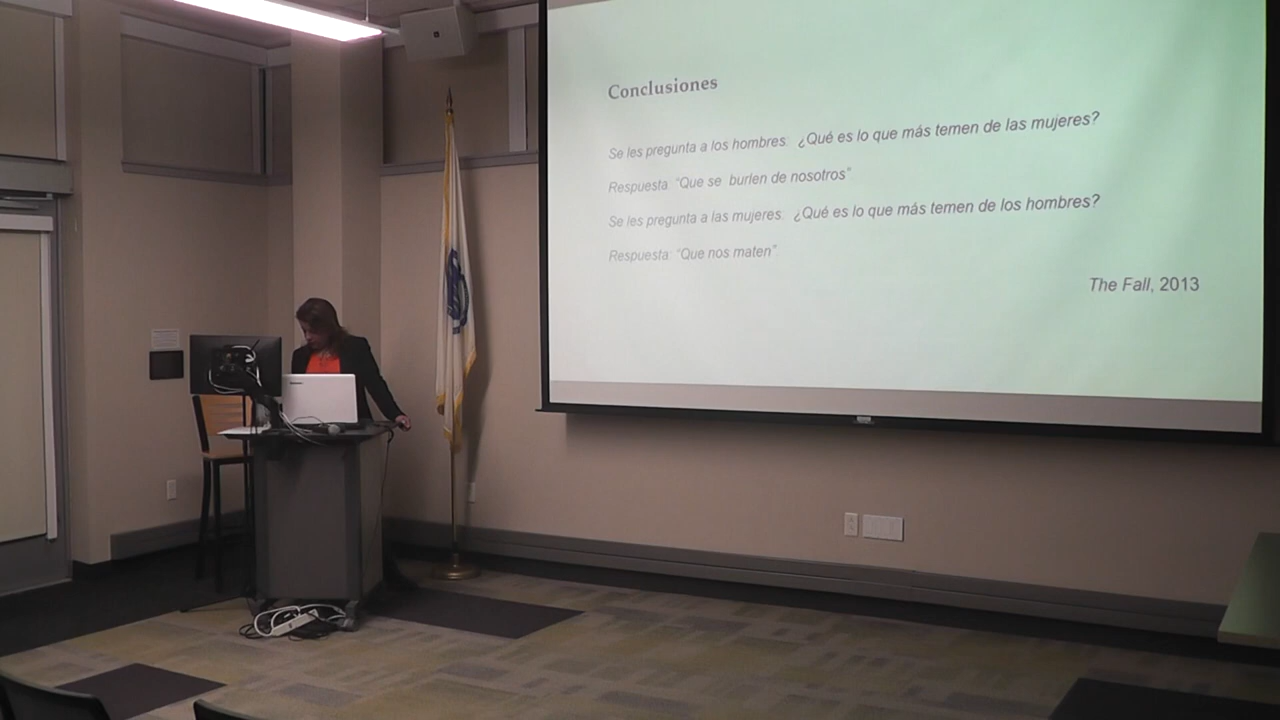 Conclusiones
Se les pregunta a los hombres: ¿Qué es lo que más temen de las mujeres?
Respuesta: “Que se burlen de nosotros”
Se les pregunta a las mujeres: ¿Qué es lo que más temen de los hombres?
Respuesta: “Que nos maten”
The Fall, 2013